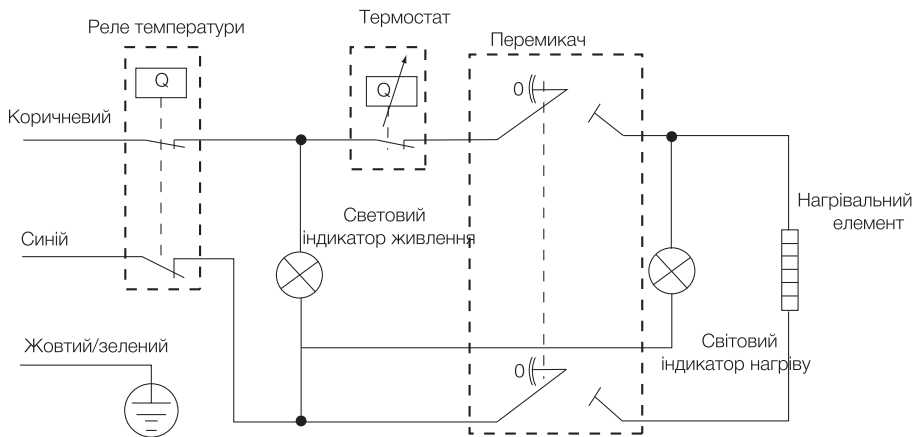 Реле температури
Термостат
Перемикач
Q
Q
0
Коричневий
Нагрівальний
елемент
Световий
індикатор живлення
Синій
Світовий
індикатор нагріву
Жовтий/зелений
0